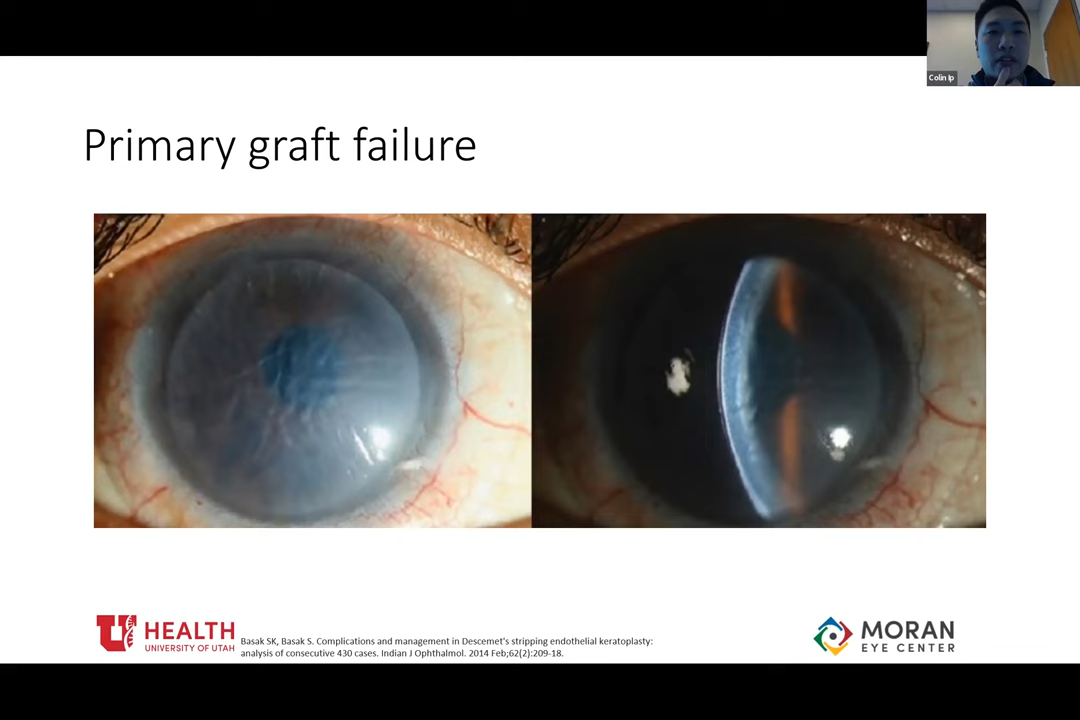 Colin Ip
Primary graft failure
U HEALTH
UNIVERSITY OF UTAH
Basak SK, Basak S. Complications and management in Descemet's stripping endothelial keratoplasty:
analysis of consecutive 430 cases. Indian J Ophthalmol. 2014 Feb;62(2):209-18.
MORAN
EYE CENTER